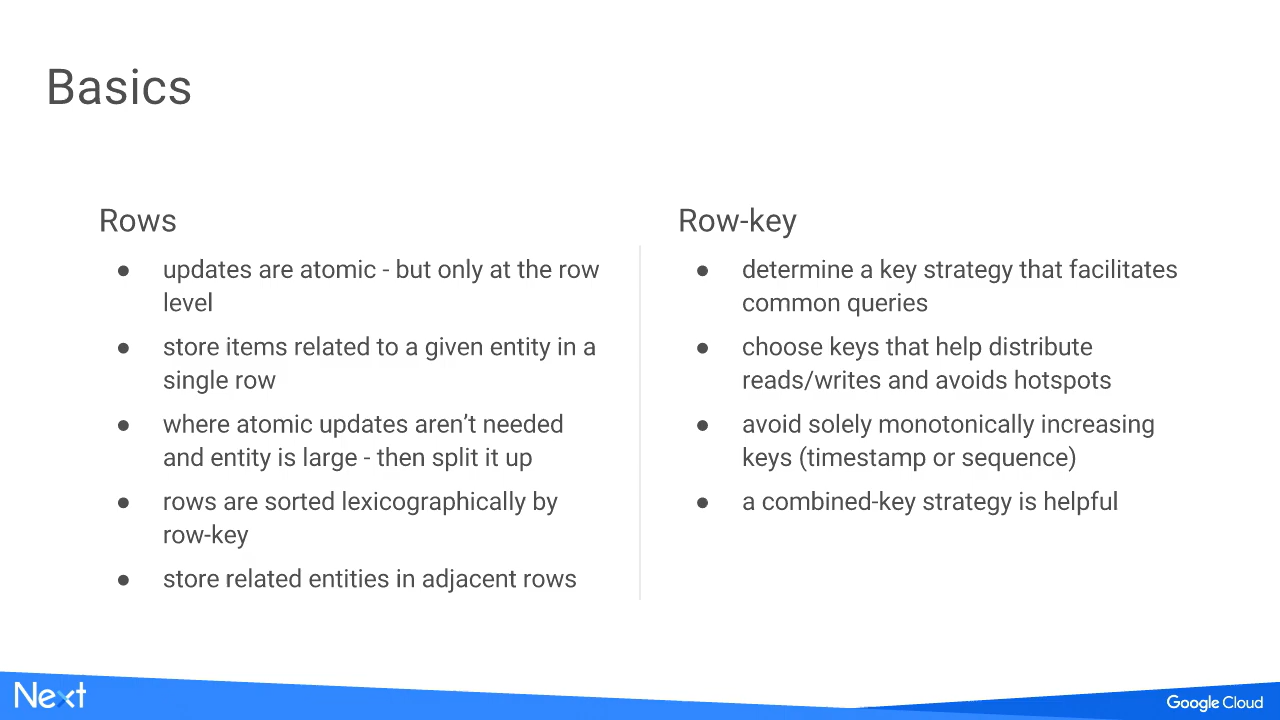 Basics
Rows
● updates are atomic - but only at the row
level
● store items related to a given entity in a
single row
● where atomic updates aren’t needed
and entity is large - then split it up
● rows are sorted lexicographically by
row-key
● store related entities in adjacent rows
Row-key
● determine a key strategy that facilitates
common queries
● choose keys that help distribute
reads/writes and avoids hotspots
● avoid solely monotonically increasing
keys (timestamp or sequence)
● a combined-key strategy is helpful
Next
Google Cloud